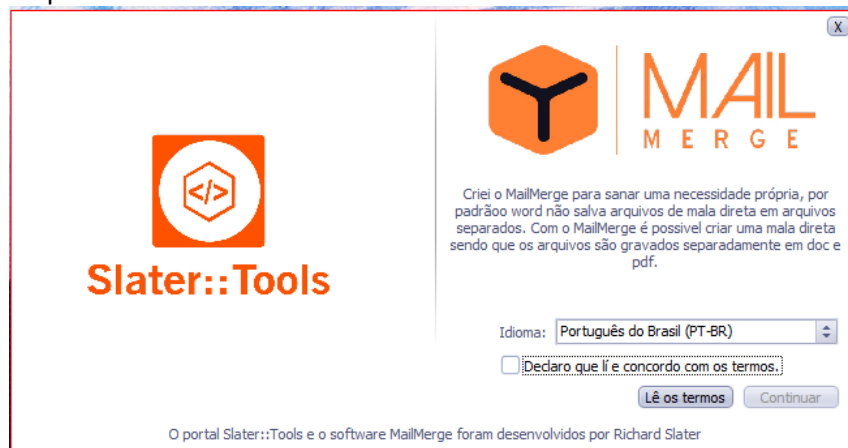 X
</>
Slater::Tools
MAIL
MERGE
Criei o MailMerge para sanar uma necessidade própria, por
padrãoo word não salva arquivos de mala direta em arquivos
separados. Com o MailMerge é possivel criar uma mala direta
sendo que os arquivos são gravados separadamente em doc e
pdf.
Idioma: Português do Brasil (PT-BR)
Declaro que lí e concordo com os termos.
Lê os termos Continuar
O portal Slater::Tools e o software MailMerge foram desenvolvidos por Richard Slater